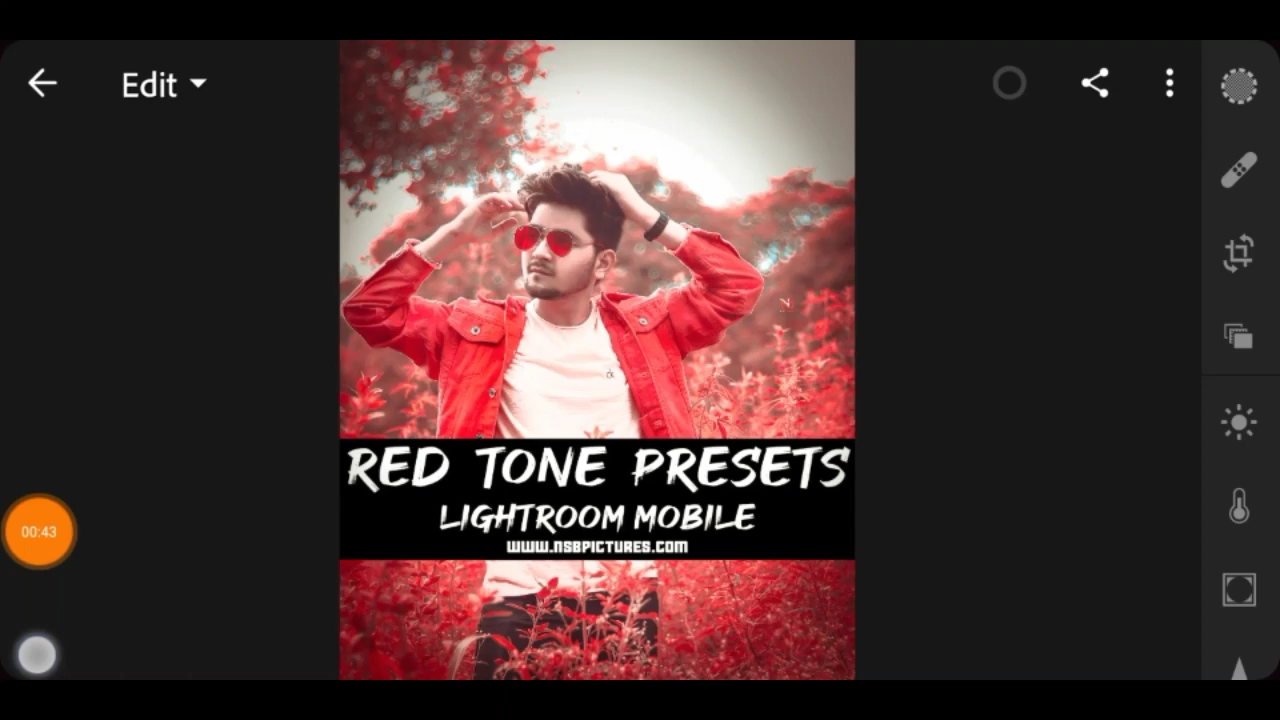 Edit
RED TONE PRESETS
LIGHTROOM MOBILE
WWW.NSBPICTURES.COM
00:43
N